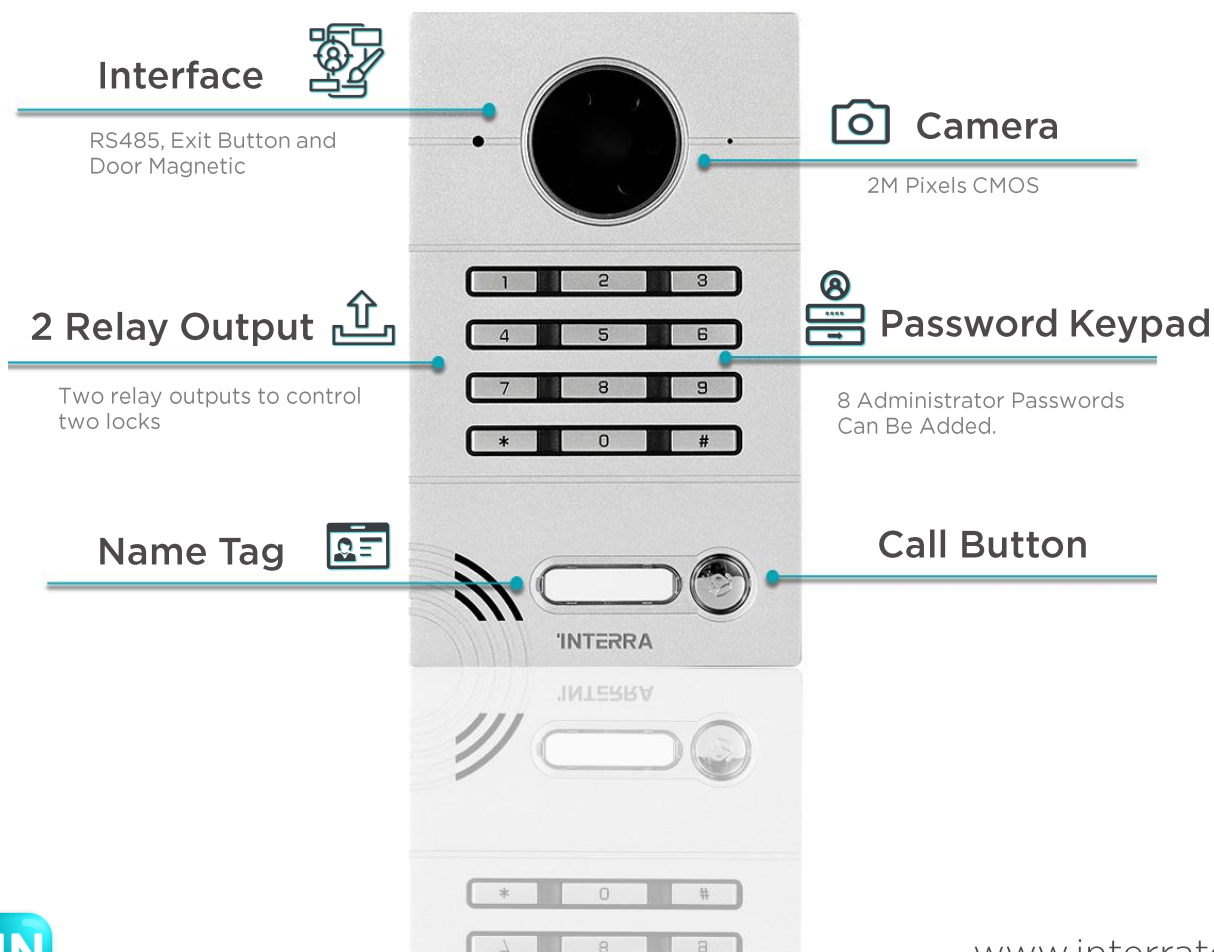 Interface
RS485, Exit Button and
Door Magnetic
Camera
2M Pixels CMOS
1 2 3
4 5 6
7 8 9
* 0 #
2 Relay Output
Two relay outputs to control
two locks
Password Keypad
8 Administrator Passwords
Can Be Added.
Name Tag
Call Button
INTERRA